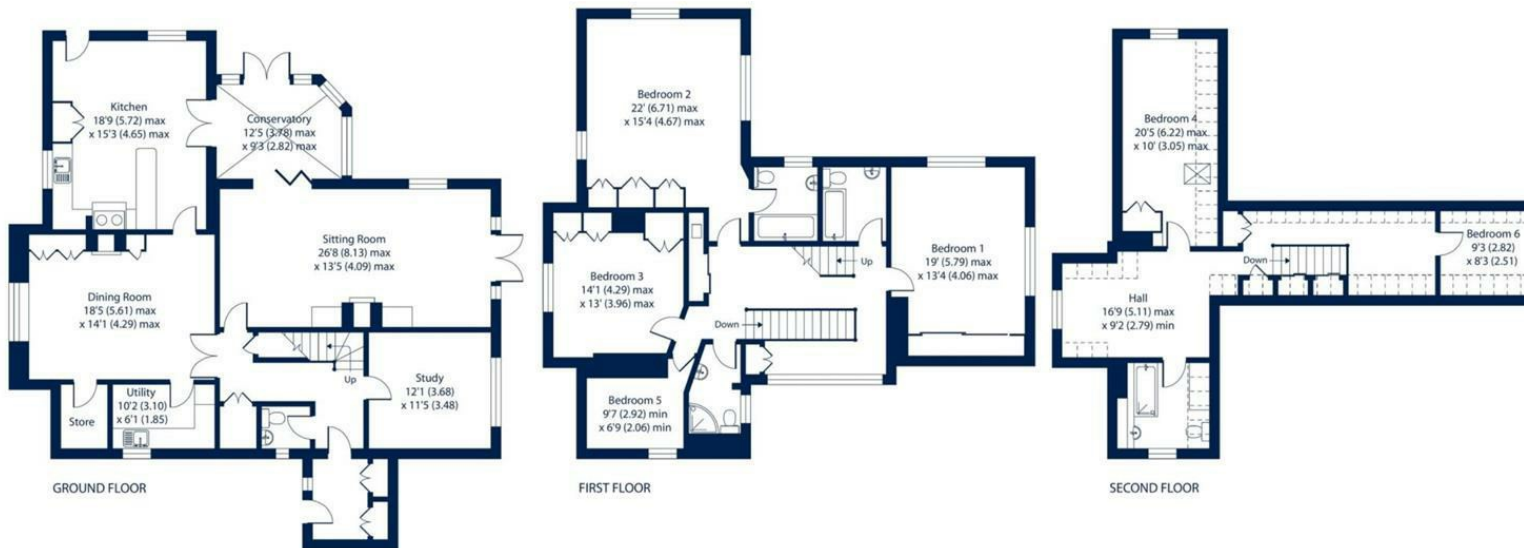 Kitchen
18'9 (5.72) max
x 15'3 (4.65) max
Conservatory
12'5 (3.78) max
x 9'3 (2.82) max
Sitting Room
26'8 (8.13) max
x 13'5 (4.09) max
Dining Room
18'5 (5.61) max
x 14'1 (4.29) max
Up
Study
12'1 (3.68)
x 11'5 (3.48)
Utility
10'2 (3.10)
x 6'1 (1.85)
Store
GROUND FLOOR
Bedroom 2
22' (6.71) max
x 15'4 (4.67) max
Bedroom 3
14'1 (4.29) max
x 13' (3.96) max
Up
Bedroom 1
19' (5.79) max
x 13'4 (4.06) max
Down
Bedroom 5
9'7 (2.92) min
x 6'9 (2.06) min
FIRST FLOOR
Bedroom 4
20'5 (6.22) max
x 10' (3.05) max
Bedroom 6
9'3 (2.82)
x 8'3 (2.51)
Down
Hall
16'9 (5.11) max
x 9'2 (2.79) min
SECOND FLOOR